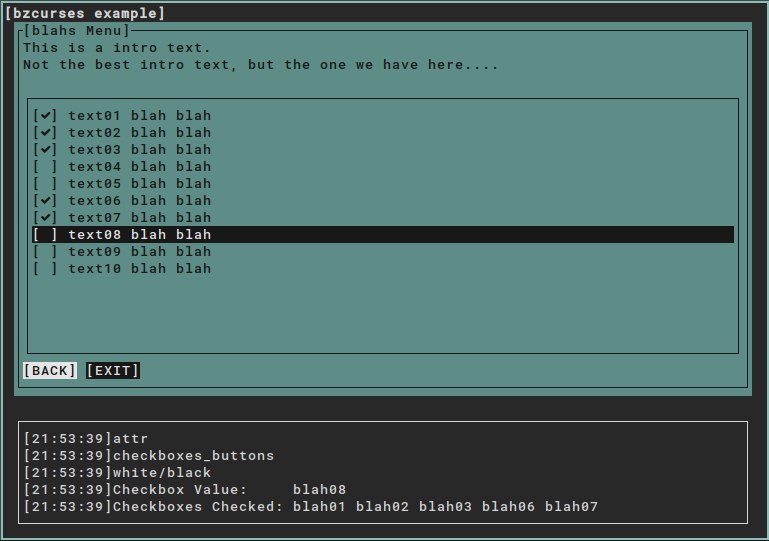 [bzcurses example]
[blahs Menu]
This is a intro text.
Not the best intro text, but the one we have here....
[✔] text01 blah blah
[✔] text02 blah blah
[✔] text03 blah blah
[ ] text04 blah blah
[ ] text05 blah blah
[✔] text06 blah blah
[✔] text07 blah blah
[ ] text08 blah blah
[ ] text09 blah blah
[ ] text10 blah blah
[BACK] [EXIT]
[21:53:39]attr
[21:53:39]checkboxes_buttons
[21:53:39]white/black
[21:53:39]Checkbox Value:     blah08
[21:53:39]Checkboxes Checked: blah01 blah02 blah03 blah06 blah07